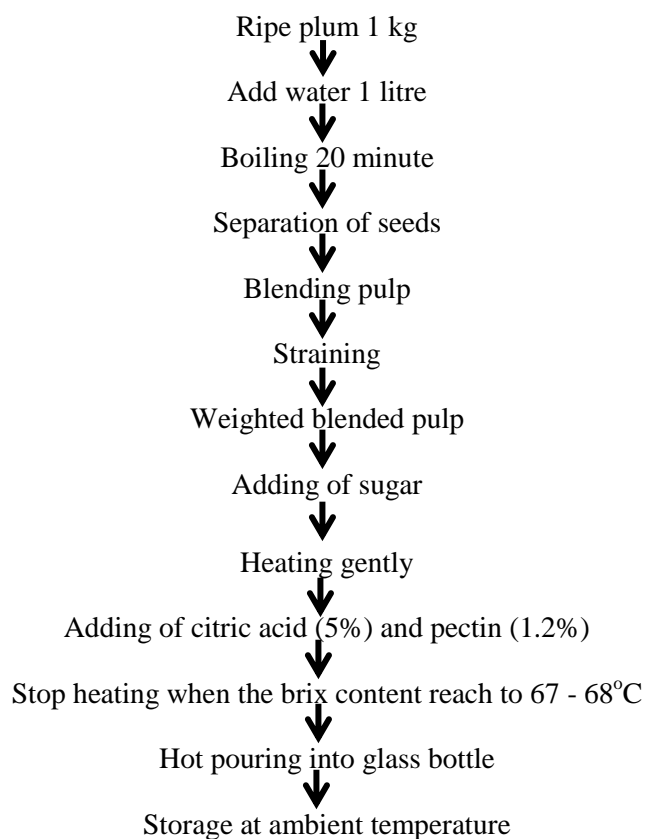 Ripe plum 1 kg
Add water 1 litre
Boiling 20 minute
Separation of seeds
Blending pulp
Straining
Weighted blended pulp
Adding of sugar
Heating gently
Adding of citric acid (5%) and pectin (1.2%)
Stop heating when the brix content reach to 67 - 68°C
Hot pouring into glass bottle
Storage at ambient temperature